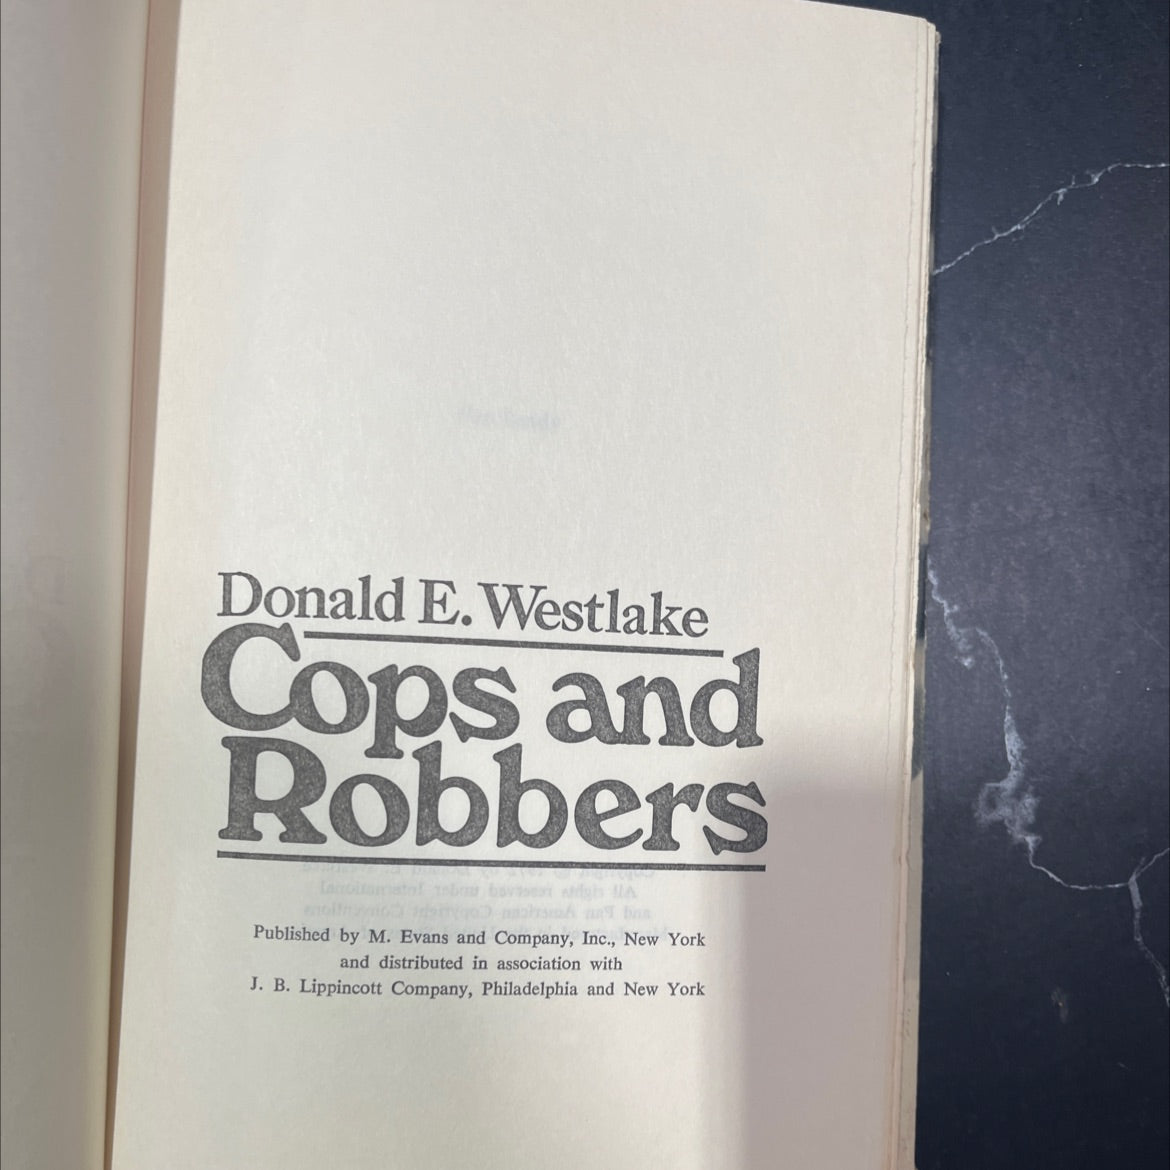 Donald E. Westlake
Cops and
Robbers
Published by M. Evans and Company, Inc., New York
and distributed in association with
J. B. Lippincott Company, Philadelphia and New York